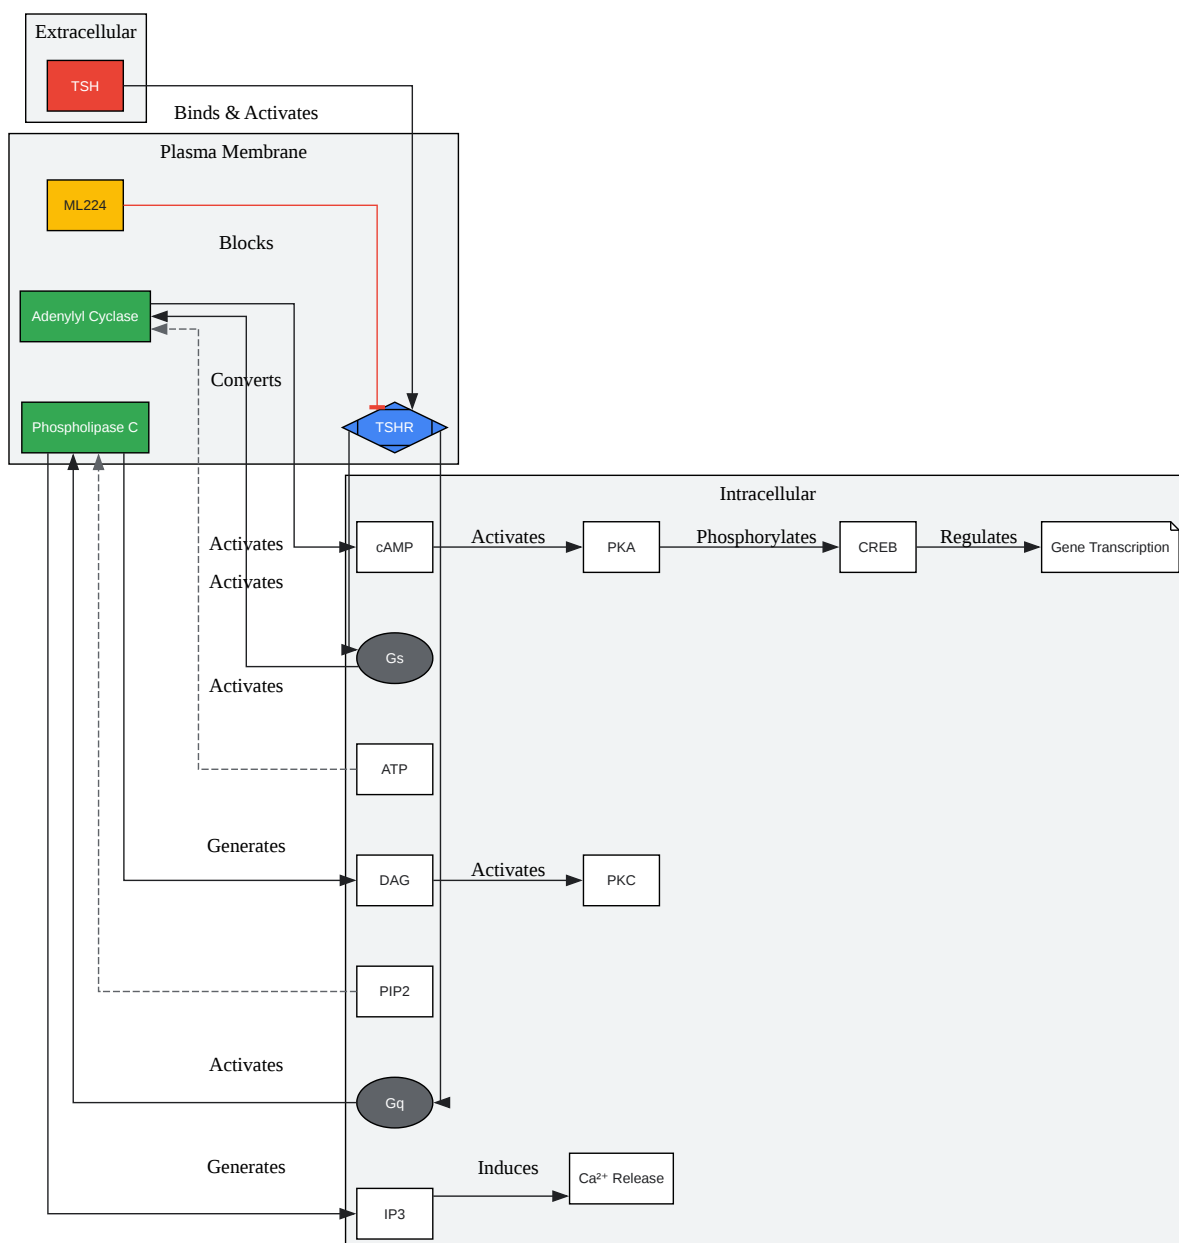 Extracellular
TSH
Binds & Activates
Plasma Membrane
ML224
Blocks
Adenylyl Cyclase
Converts
Phospholipase C
TSHR
Intracellular
Activates
cAMP
Activates
PKA
Phosphorylates
CREB
Regulates
Gene Transcription
Activates
Gs
Activates
ATP
Generates
DAG
Activates
PKC
PIP2
Activates
Gq
Generates
Induces
Ca²⁺ Release
IP3